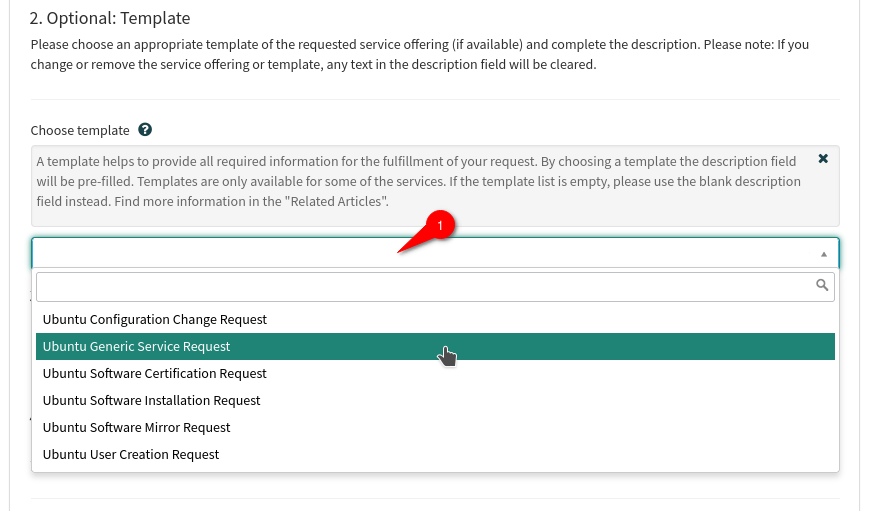 2. Optional: Template
Please choose an appropriate template of the requested service offering (if available) and complete the description. Please note: If you
change or remove the service offering or template, any text in the description field will be cleared.
Choose template
A template helps to provide all required information for the fulfillment of your request. By choosing a template the description field
will be pre-filled. Templates are only available for some of the services. If the template list is empty, please use the blank description
field instead. Find more information in the "Related Articles".
1
Ubuntu Configuration Change Request
Ubuntu Generic Service Request
Ubuntu Software Certification Request
Ubuntu Software Installation Request
Ubuntu Software Mirror Request
Ubuntu User Creation Request